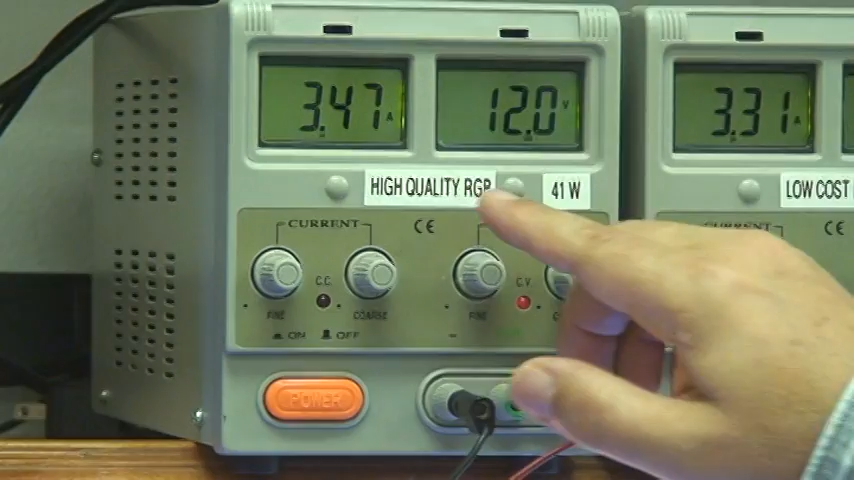 3.47 A
12.0 V
3.31 A
HIGH QUALITY RGB
41 W
LOW COST
CURRENT
CE
C.C.
C.V.
FINE
COARSE
FINE
ON
OFF
POWER
CURRENT
CE